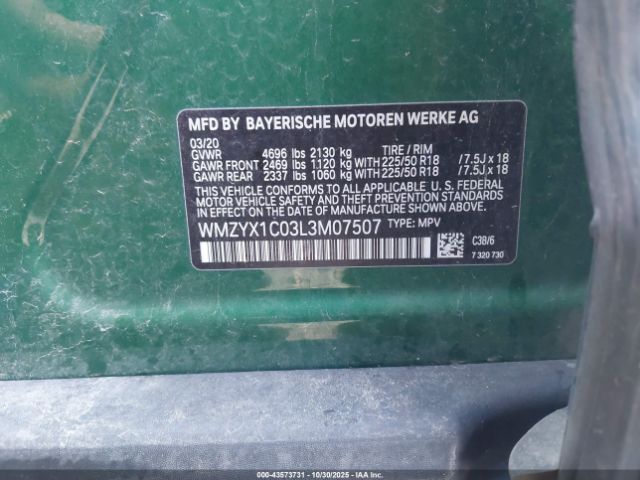 MFD BY BAYERISCHE MOTOREN WERKE AG
03/20
GVWR 4696 lbs 2130 kg TIRE / RIM
GAWR FRONT 2469 lbs 1120 kg WITH 225/50 R18 / 7.5J x 18
GAWR REAR 2337 lbs 1060 kg WITH 225/50 R18 / 7.5J x 18
THIS VEHICLE CONFORMS TO ALL APPLICABLE U.S. FEDERAL
MOTOR VEHICLE SAFETY AND THEFT PREVENTION STANDARDS
IN EFFECT ON THE DATE OF MANUFACTURE SHOWN ABOVE.
WMZYX1C03L3M07507 TYPE: MPV
C3B/6
7 320 730
000-43573731 - 10/30/2025 - COPYRIGHT IAA, LLC